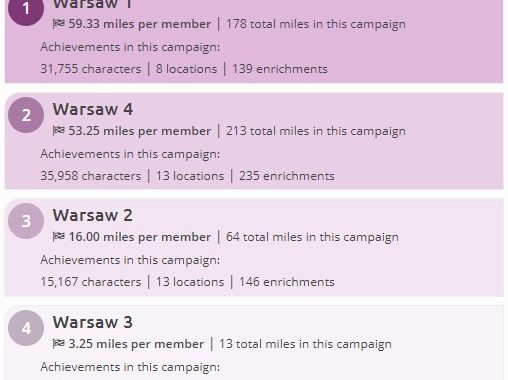 1 Warsaw 1
59.33 miles per member | 178 total miles in this campaign
Achievements in this campaign:
31,755 characters | 8 locations | 139 enrichments
2 Warsaw 4
53.25 miles per member | 213 total miles in this campaign
Achievements in this campaign:
35,958 characters | 13 locations | 235 enrichments
3 Warsaw 2
16.00 miles per member | 64 total miles in this campaign
Achievements in this campaign:
15,167 characters | 13 locations | 146 enrichments
4 Warsaw 3
3.25 miles per member | 13 total miles in this campaign
Achievements in this campaign: